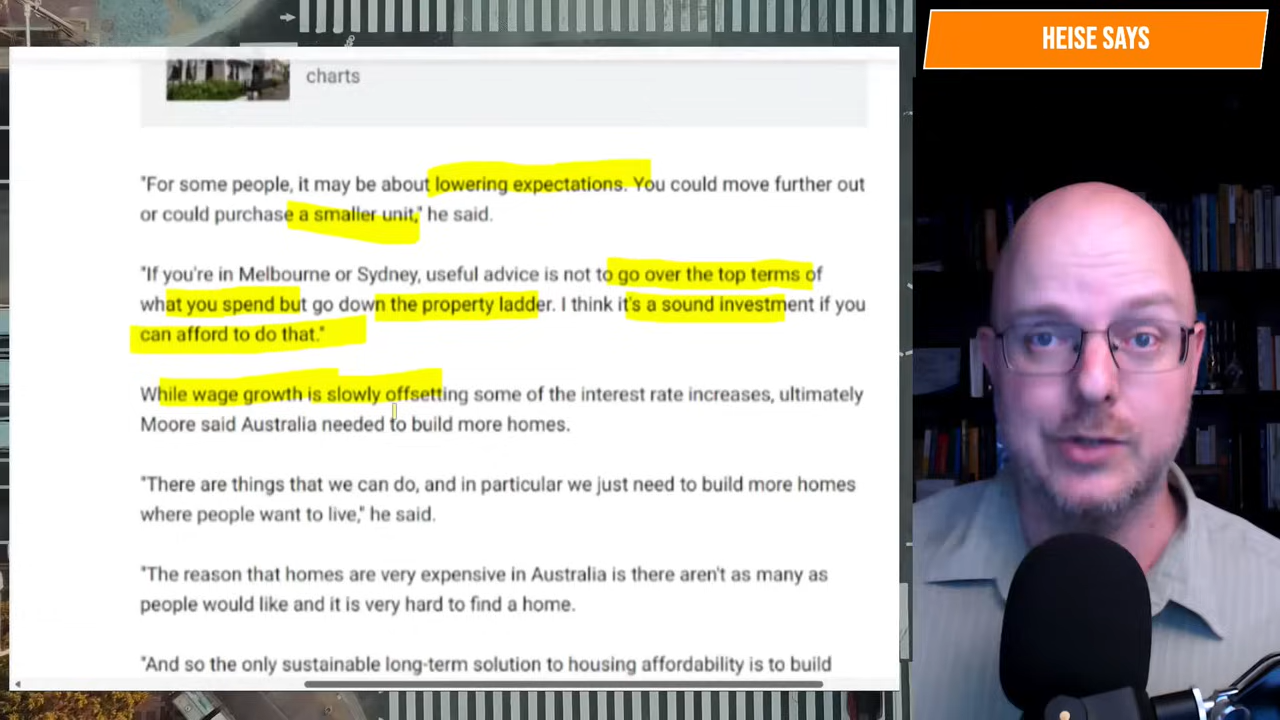 HEISE SAYS
charts
"For some people, it may be about lowering expectations. You could move further out
or could purchase a smaller unit," he said.
"If you're in Melbourne or Sydney, useful advice is not to go over the top terms of
what you spend but go down the property ladder. I think it's a sound investment if you
can afford to do that."
While wage growth is slowly offsetting some of the interest rate increases, ultimately
Moore said Australia needed to build more homes.
"There are things that we can do, and in particular we just need to build more homes
where people want to live," he said.
"The reason that homes are very expensive in Australia is there aren't as many as
people would like and it is very hard to find a home.
"And so the only sustainable long-term solution to housing affordability is to build